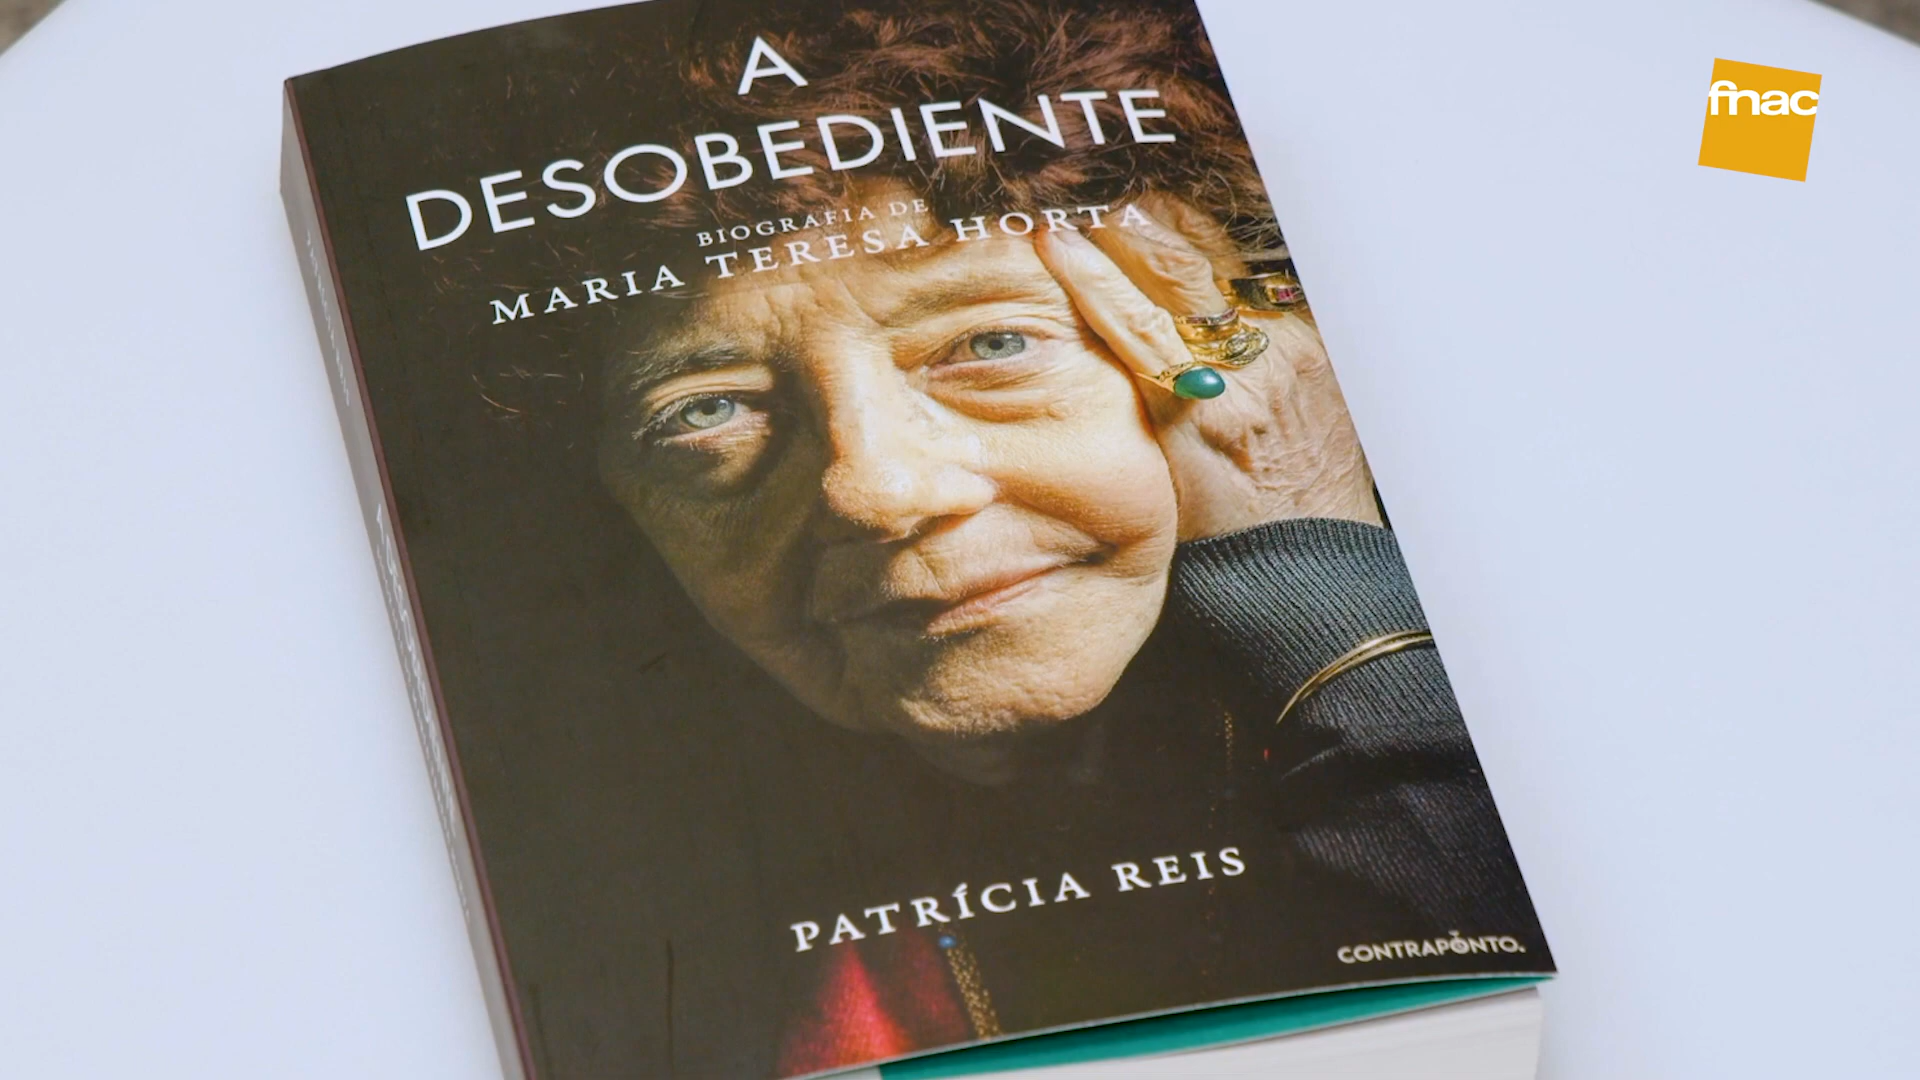 A
DESOBEDIENTE
BIOGRAFIA DE
MARIA TERESA HORTA
PATRÍCIA REIS
CONTRAPONTO.
fnac